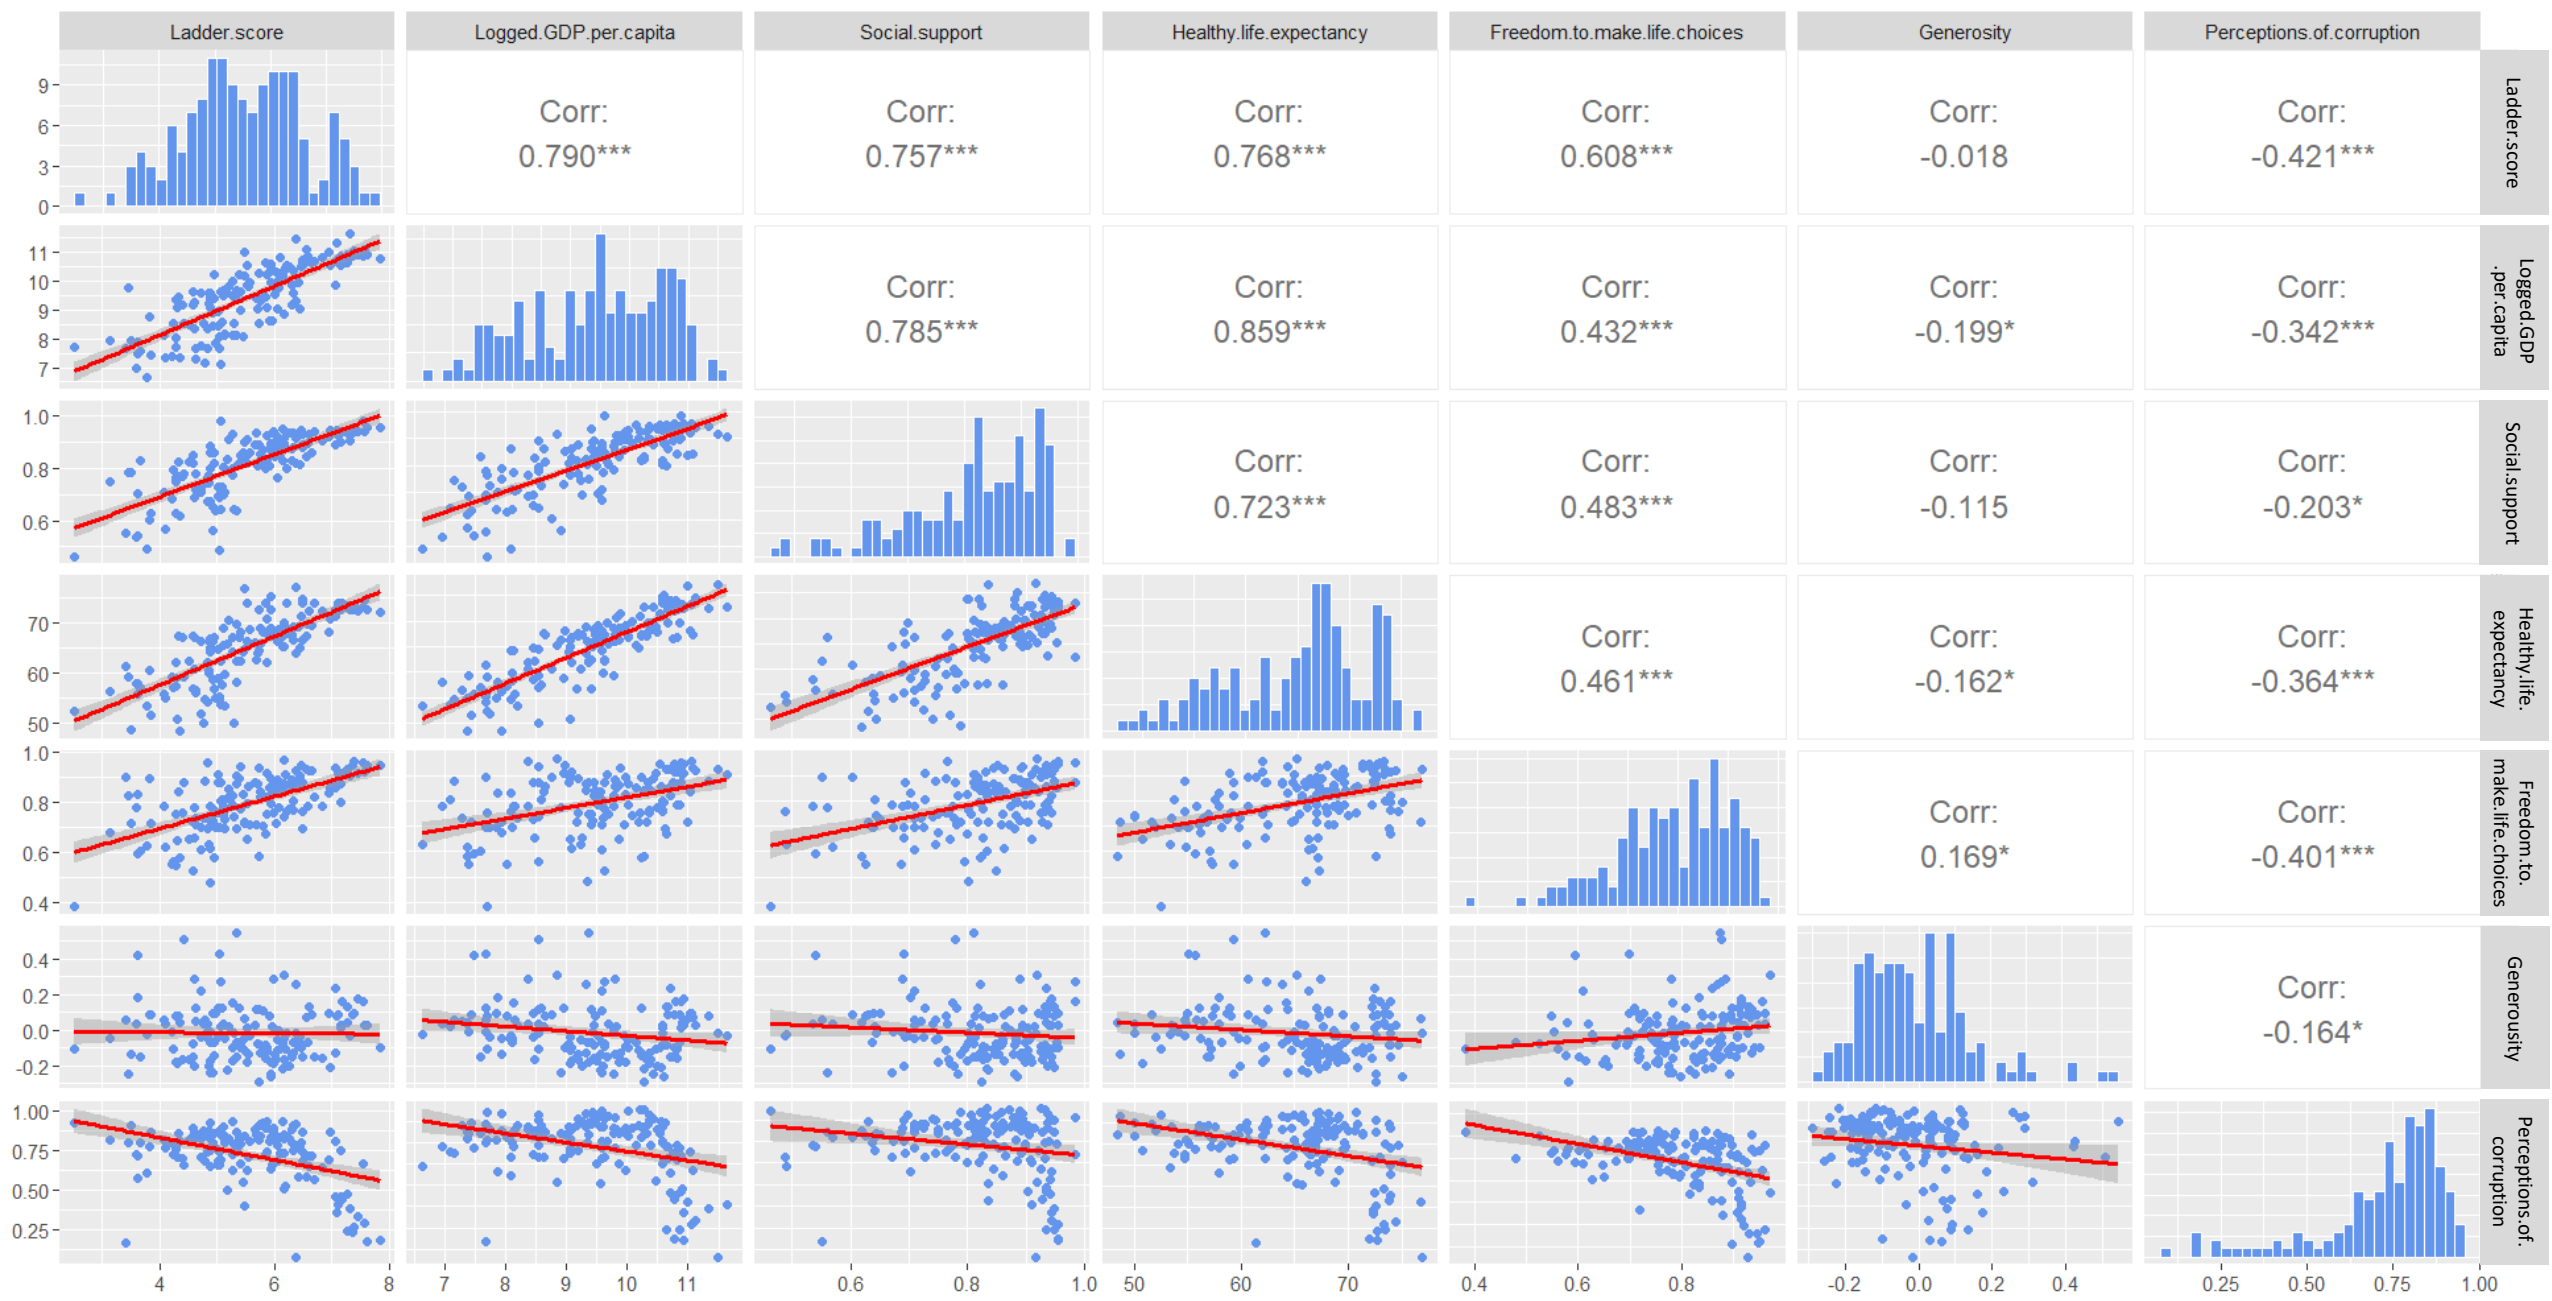 Ladder.score Logged.GDP.per.capita Social.support Healthy.life.expectancy Freedom.to.make.life.choices Generosity Perceptions.of.corruption
9
6
3
0
Corr:
0.790***
Corr:
0.757***
Corr:
0.768***
Corr:
0.608***
Corr:
-0.018
Corr:
-0.421***
Ladder.score
11
10
9
8
7
Corr:
0.785***
Corr:
0.859***
Corr:
0.432***
Corr:
-0.199*
Corr:
-0.342***
Logged.GDP
.per.capita
1.0
0.8
0.6
Corr:
0.723***
Corr:
0.483***
Corr:
-0.115
Corr:
-0.203*
Social.support
70
60
50
Corr:
0.461***
Corr:
-0.162*
Corr:
-0.364***
Healthy.life.
expectancy
1.0
0.8
0.6
0.4
Corr:
0.169*
Corr:
-0.401***
Freedom.to.
make.life.choices
0.4
0.2
0.0
-0.2
Corr:
-0.164*
Generousity
1.00
0.75
0.50
0.25
Perceptions.of.
corruption
4 6 8 7 8 9 10 11 0.6 0.8 1.0 50 60 70 0.4 0.6 0.8 -0.2 0.0 0.2 0.4 0.25 0.50 0.75 1.00